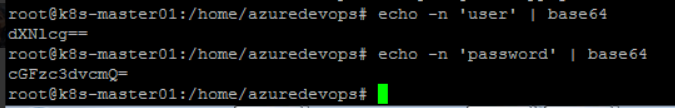 root@k8s-master01:/home/azuredevops# echo -n 'user' | base64
dXNlcg==
root@k8s-master01:/home/azuredevops# echo -n 'password' | base64
cGFzc3dvcmQ=
root@k8s-master01:/home/azuredevops#